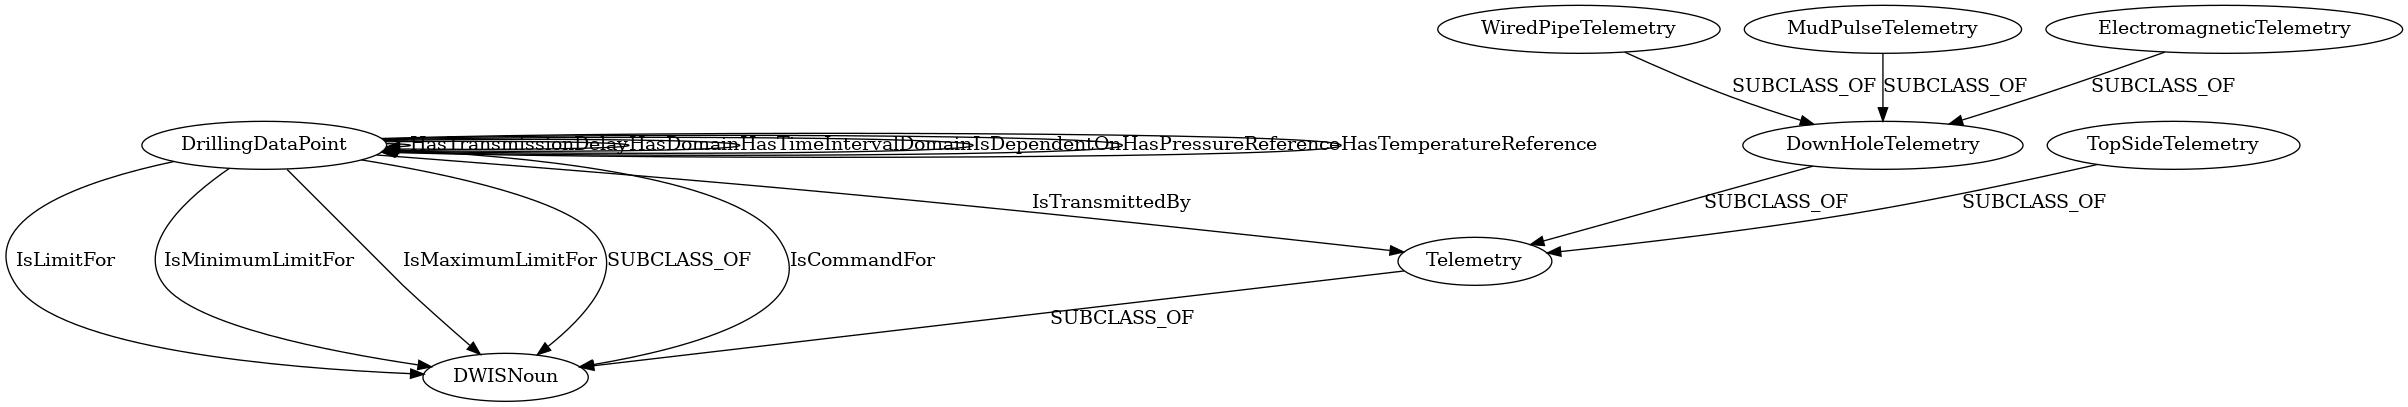 WiredPipeTelemetry
MudPulseTelemetry
ElectromagneticTelemetry
SUBCLASS_OF
SUBCLASS_OF
SUBCLASS_OF
DrillingDataPoint
HasTransmissionDelay
HasDomain
HasTimeIntervalDomain
IsDependentOn
HasPressureReference
HasTemperatureReference
DownHoleTelemetry
TopSideTelemetry
IsTransmittedBy
SUBCLASS_OF
SUBCLASS_OF
IsLimitFor
IsMinimumLimitFor
IsMaximumLimitFor
SUBCLASS_OF
IsCommandFor
Telemetry
SUBCLASS_OF
DWISNoun